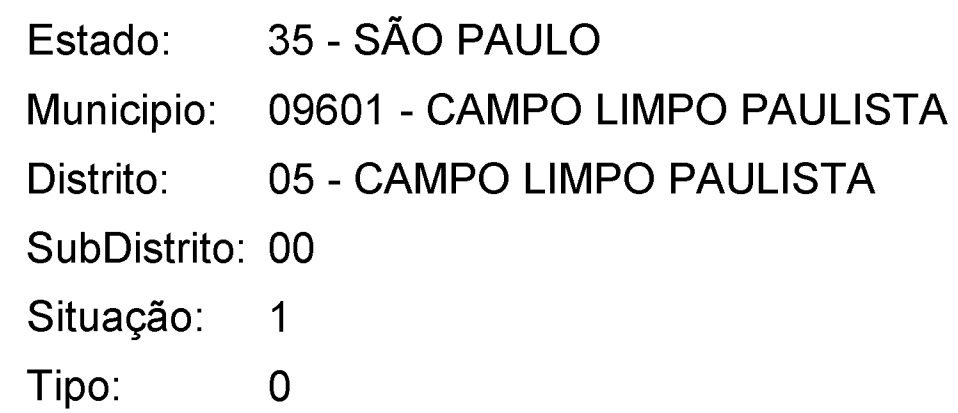 Estado: 35 - SÃO PAULO
Municipio: 09601 - CAMPO LIMPO PAULISTA
Distrito: 05 - CAMPO LIMPO PAULISTA
SubDistrito: 00
Situação: 1
Tipo: 0